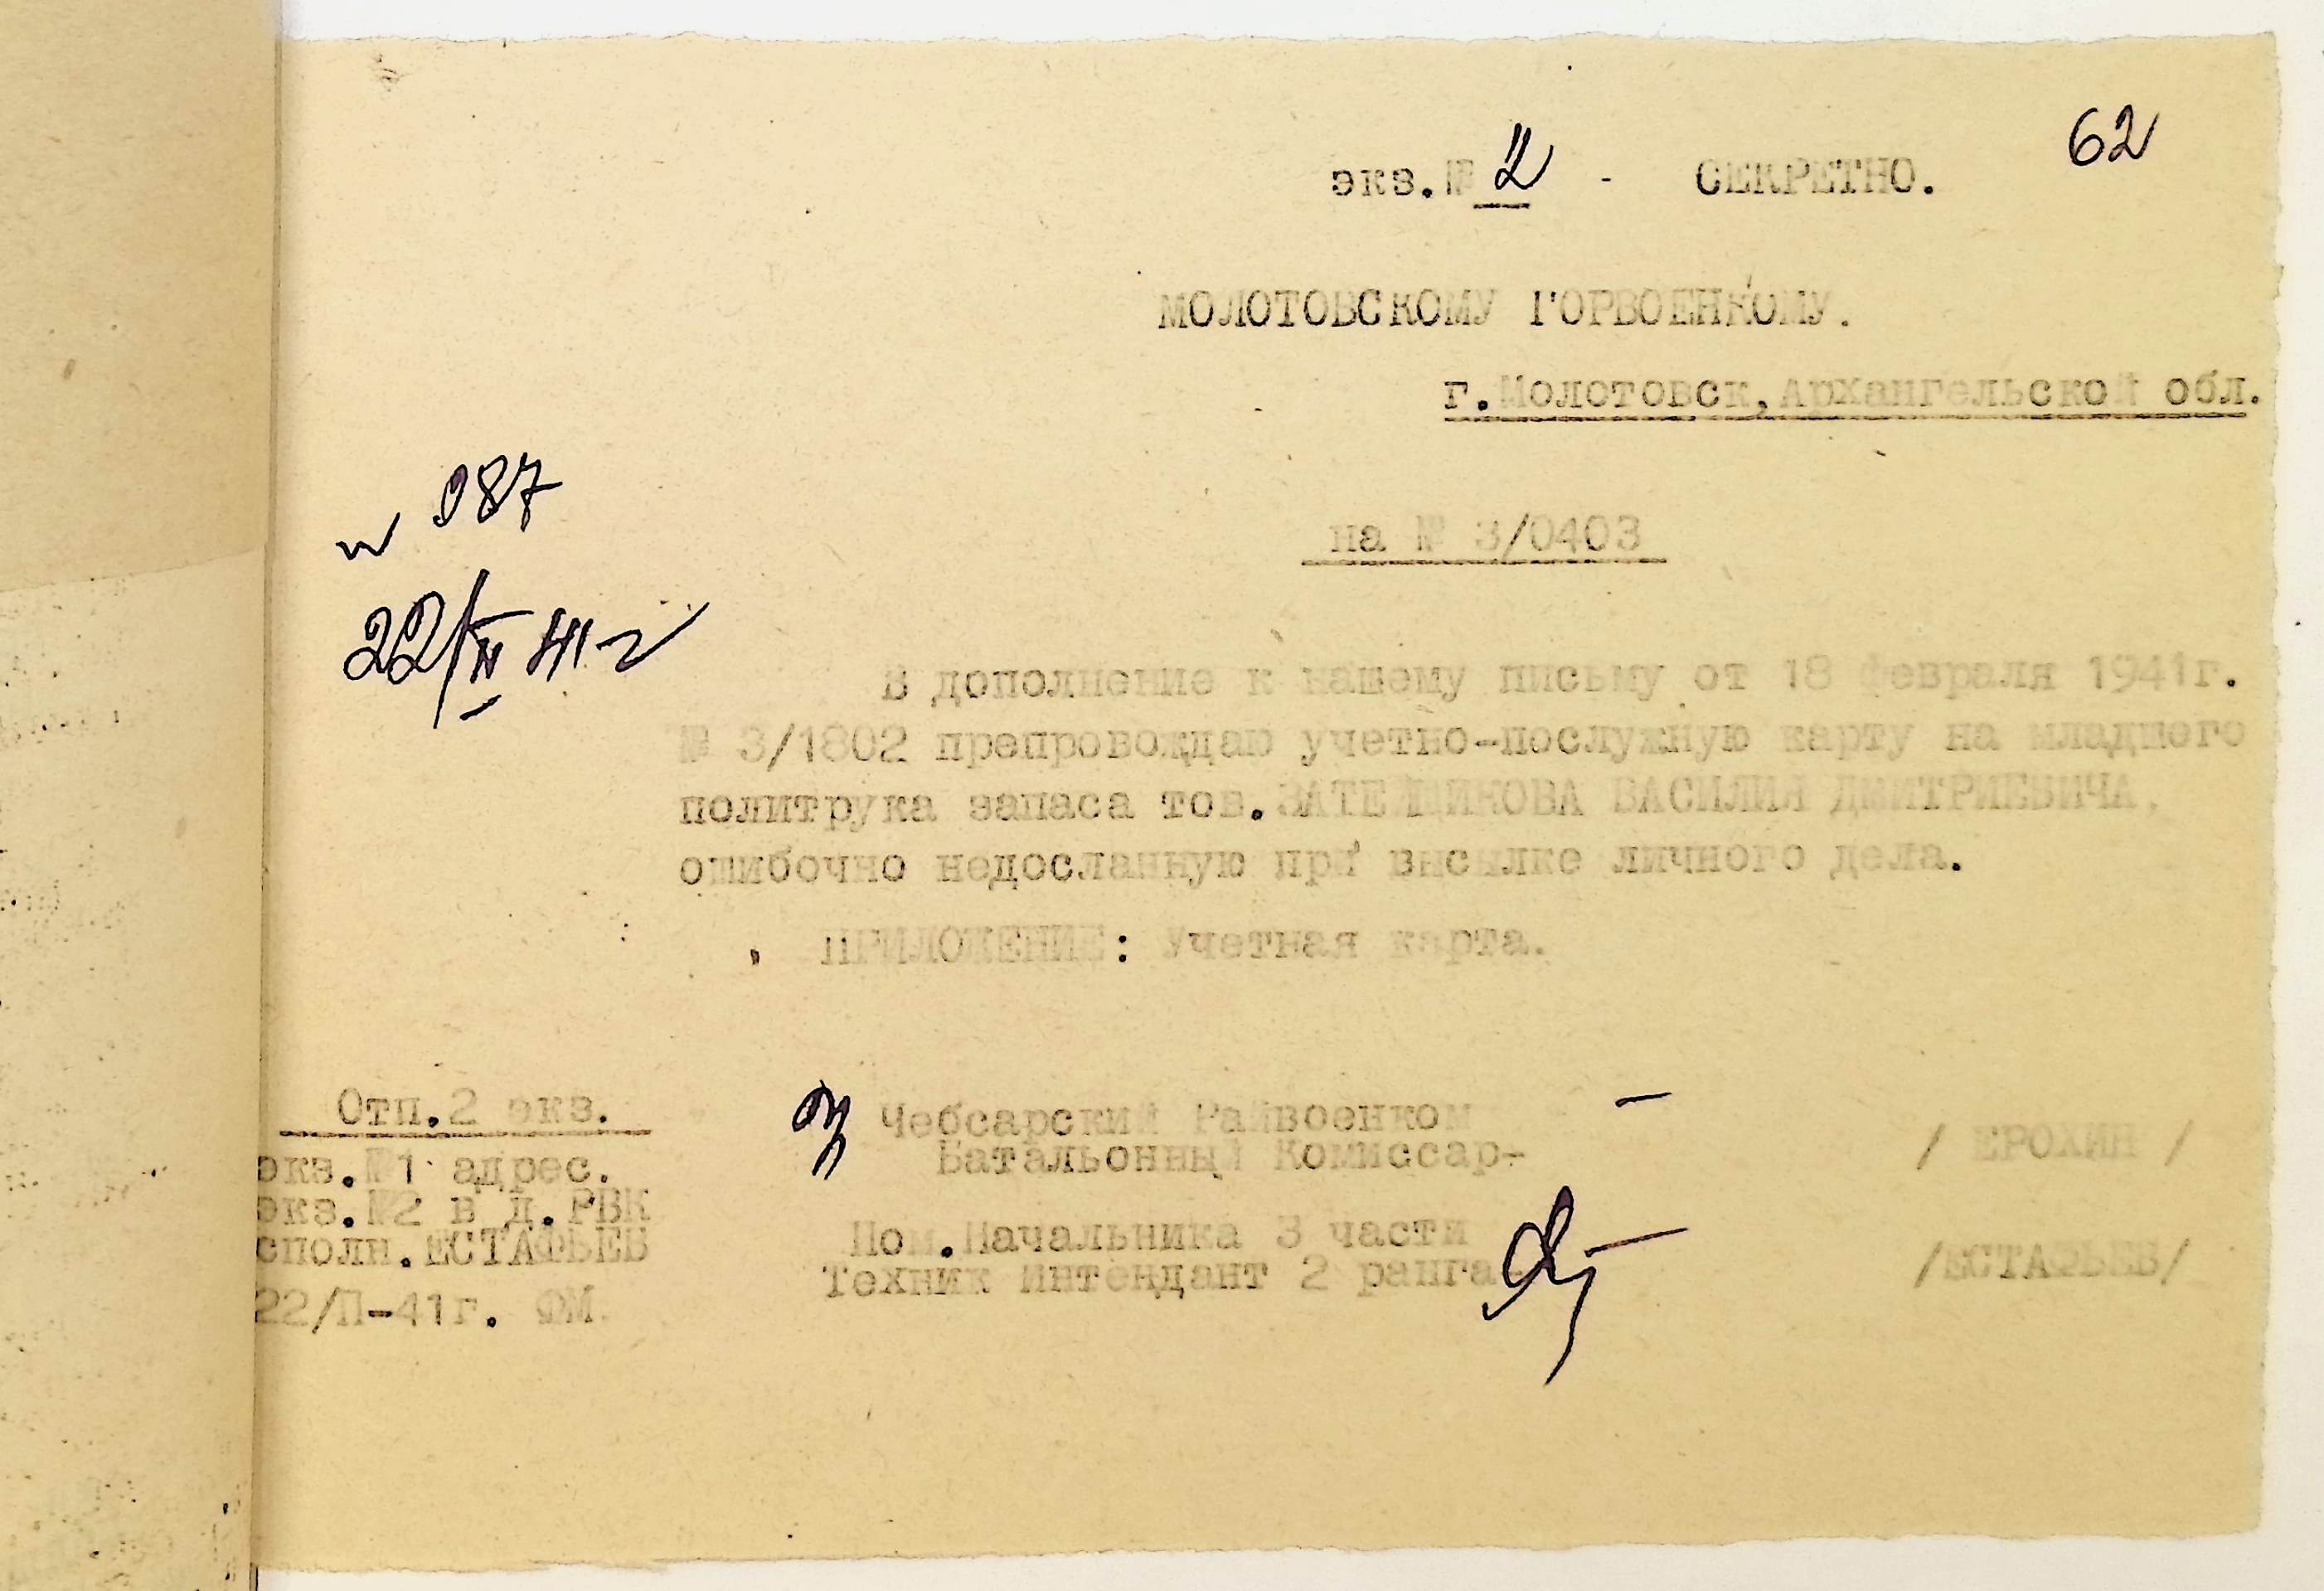 62
экз.№ 2 - СЕКРЕТНО.
МОЛОТОВСКОМУ ГОРВОЕНКОМУ.
г.Молотовск,Архангельской обл.
на № 3/0403
№ 087
22/II 41 г
В дополнение к нашему письму от 18 февраля 1941г.
№ 3/1802 препровождаю учетно-послужную карту на младшего
политрука запаса тов. ВАСИЛИЯ ДМИТРИЕВИЧА,
ошибочно недосланную при высылке личного дела.
ПРИЛОЖЕНИЕ: Учетная карта.
Отп.2 экз.
экз.№1 адрес.
экз.№2 в д.РВК
сполн.ЕСТАФЬЕВ
22/П-41г. ФМ.
Чебсарский Райвоенком
Батальонный Комиссар- / ЕРОХИН /
Пом.Начальника 3 части
Техник Интендант 2 ранга /ЕСТАФЬЕВ/